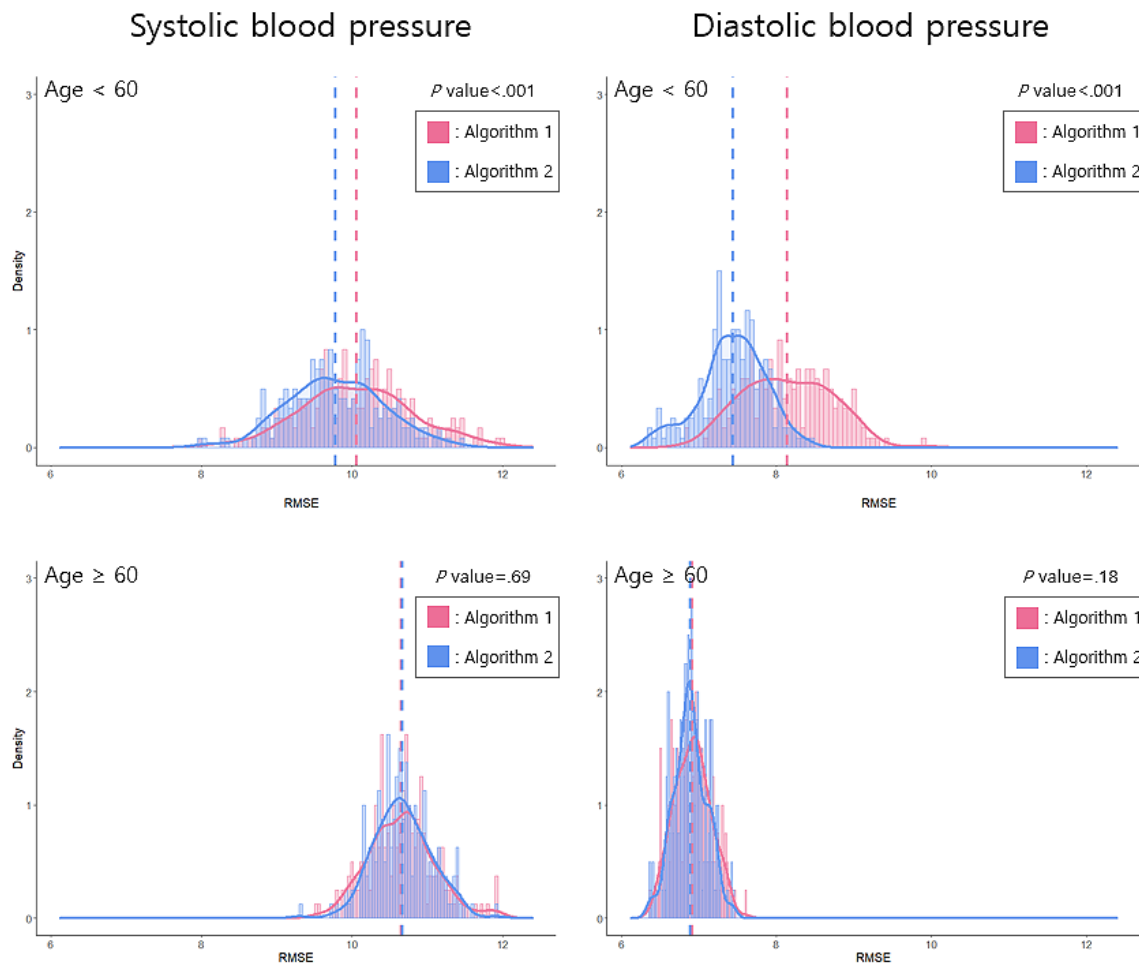 Systolic blood pressure
Diastolic blood pressure
Age < 60
P value<.001
: Algorithm 1
: Algorithm 2
3
2
1
0
Density
6
8
10
12
RMSE
Age < 60
P value<.001
: Algorithm 1
: Algorithm 2
3
2
1
0
6
8
10
12
RMSE
Age ≥ 60
P value=.69
: Algorithm 1
: Algorithm 2
3
2
1
0
Density
6
8
10
12
RMSE
Age ≥ 60
P value=.18
: Algorithm 1
: Algorithm 2
3
2
1
0
6
8
10
12
RMSE